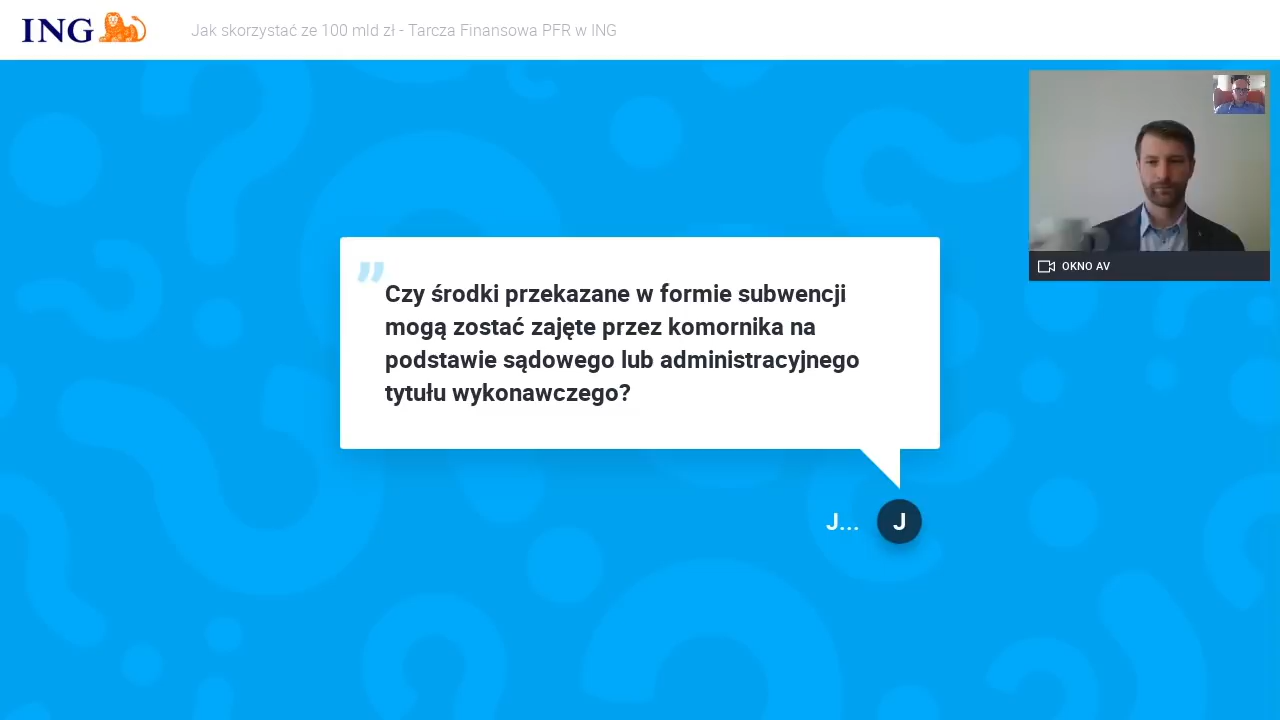 ING
Jak skorzystać ze 100 mld zł - Tarcza Finansowa PFR w ING
OKNO AV
Czy środki przekazane w formie subwencji
mogą zostać zajęte przez komornika na
podstawie sądowego lub administracyjnego
tytułu wykonawczego?
J... J